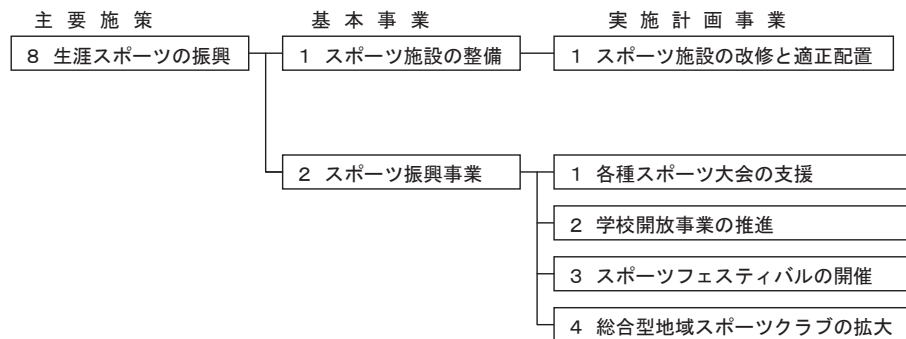 主要施策 基本事業 実施計画事業
8 生涯スポーツの振興 1 スポーツ施設の整備 1 スポーツ施設の改修と適正配置
2 スポーツ振興事業 1 各種スポーツ大会の支援
2 学校開放事業の推進
3 スポーツフェスティバルの開催
4 総合型地域スポーツクラブの拡大